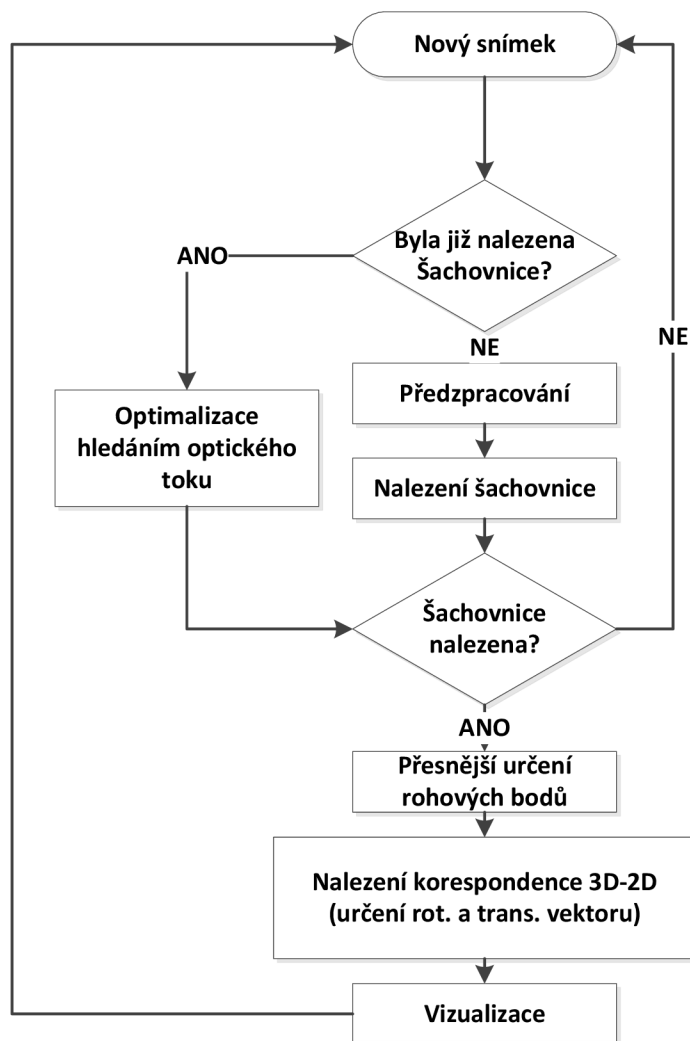 Nový snímek
Byla již nalezena
Šachovnice?
ANO
NE
NE
Předzpracování
Optimalizace
hledáním optického
toku
Nalezení šachovnice
Šachovnice
nalezena?
ANO
Přesnější určení
rohových bodů
Nalezení korespondence 3D-2D
(určení rot. a trans. vektoru)
Vizualizace